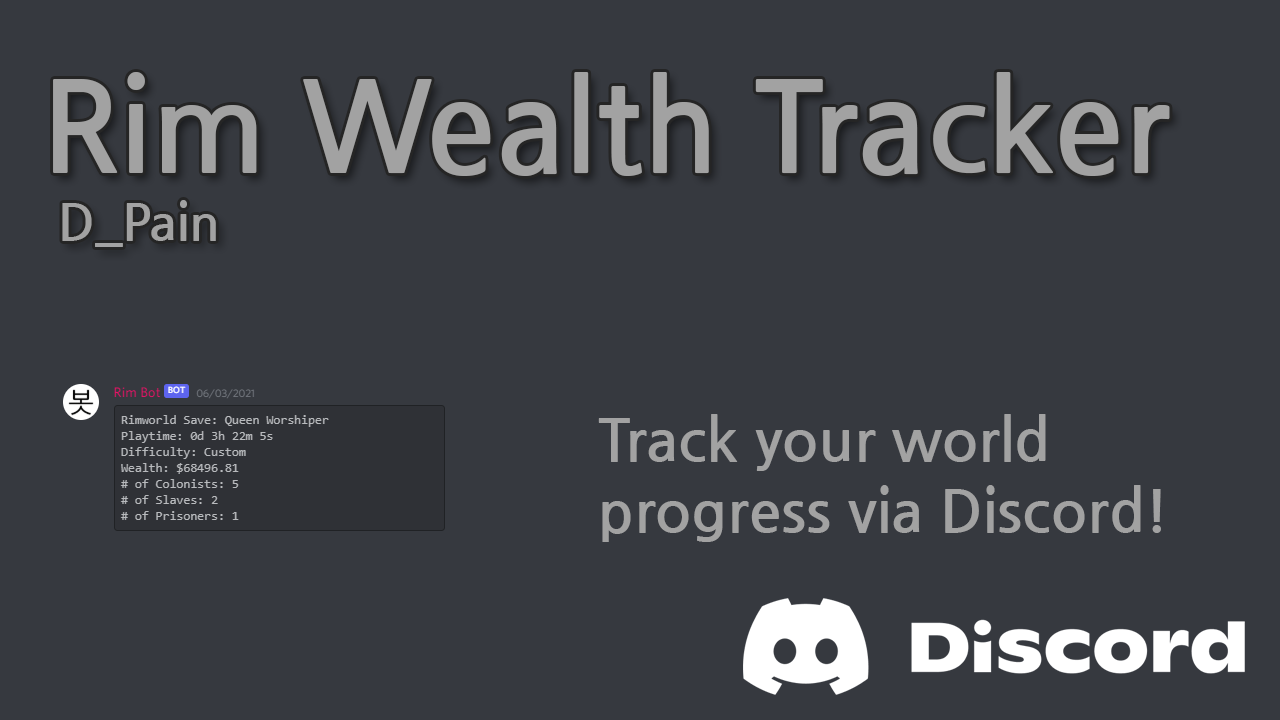 Rim Wealth Tracker
D_Pain
봇
Rim Bot BOT 06/03/2021
Rimworld Save: Queen Worshiper
Playtime: 0d 3h 22m 5s
Difficulty: Custom
Wealth: $68496.81
# of Colonists: 5
# of Slaves: 2
# of Prisoners: 1
Track your world
progress via Discord!
Discord